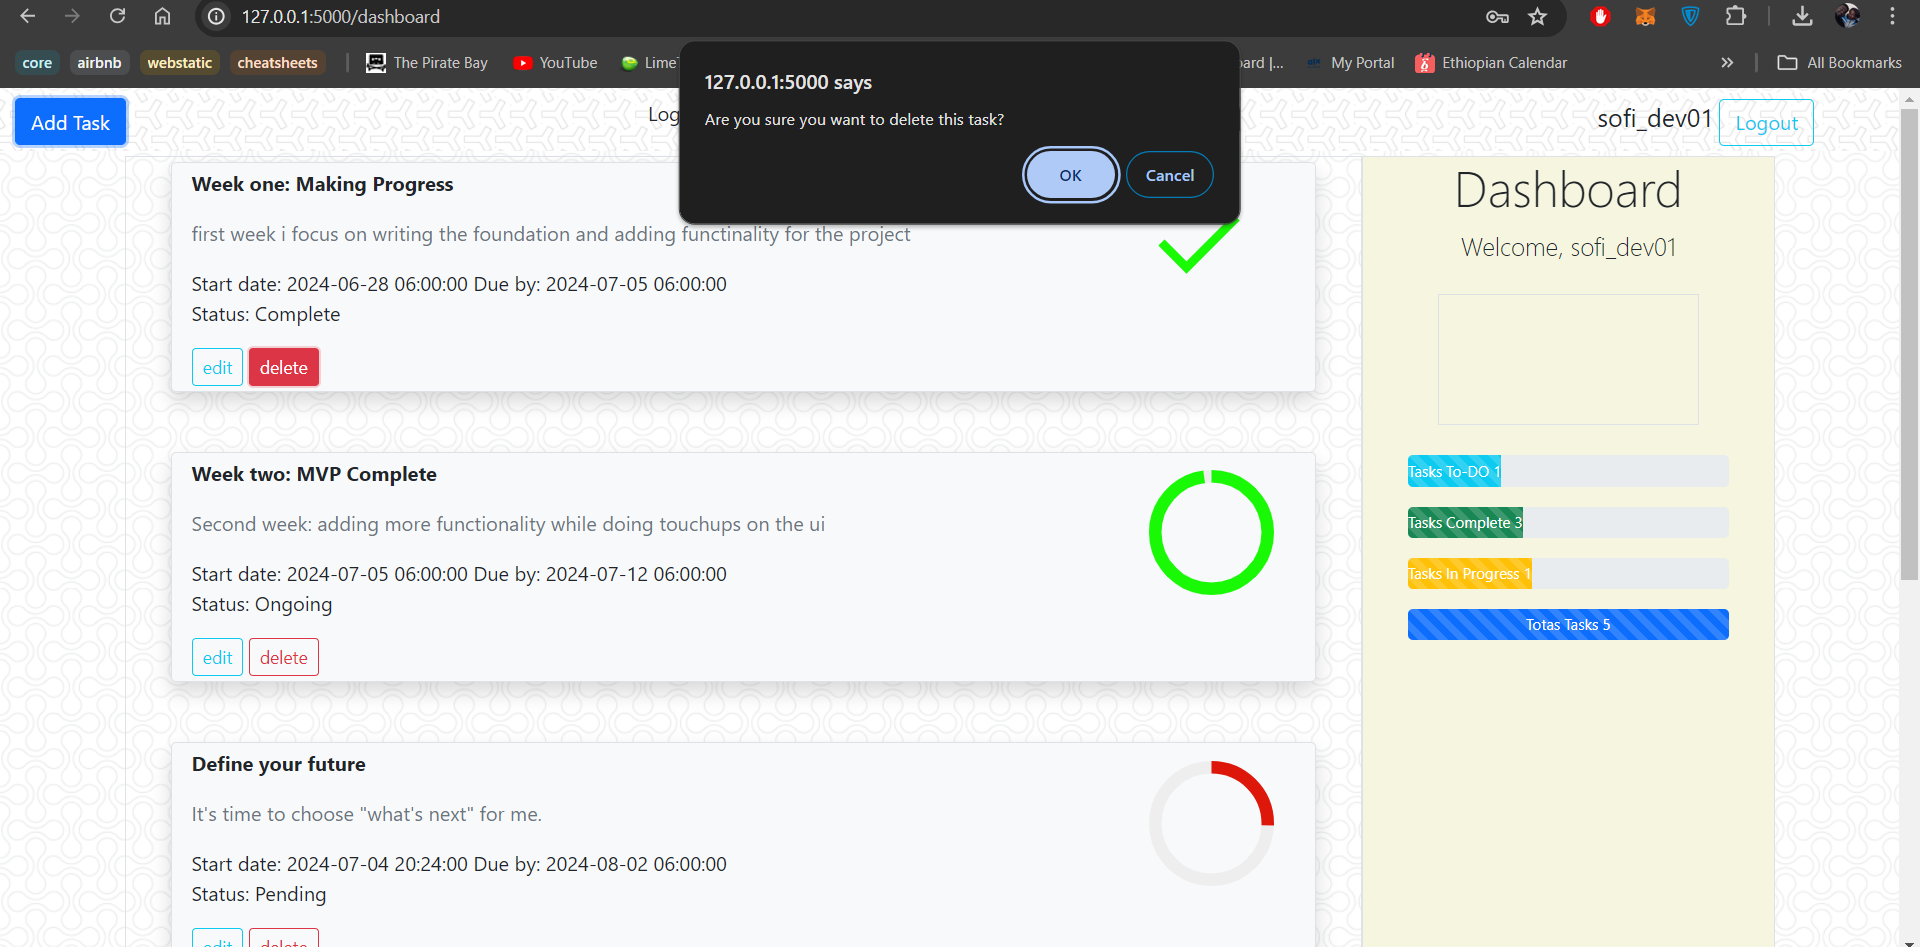 127.0.0.1:5000/dashboard
core airbnb webstatic cheatsheets The Pirate Bay YouTube My Portal Ethiopian Calendar All Bookmarks
127.0.0.1:5000 says
Are you sure you want to delete this task?
OK Cancel
Add Task
sofi_dev01 Logout
Week one: Making Progress
first week i focus on writing the foundation and adding functinality for the project
Start date: 2024-06-28 06:00:00 Due by: 2024-07-05 06:00:00
Status: Complete
edit delete
Week two: MVP Complete
Second week: adding more functionality while doing touchups on the ui
Start date: 2024-07-05 06:00:00 Due by: 2024-07-12 06:00:00
Status: Ongoing
edit delete
Define your future
It's time to choose "what's next" for me.
Start date: 2024-07-04 20:24:00 Due by: 2024-08-02 06:00:00
Status: Pending
edit delete
Dashboard
Welcome, sofi_dev01
Tasks To-DO 1
Tasks Complete 3
Tasks In Progress 1
Totas Tasks 5